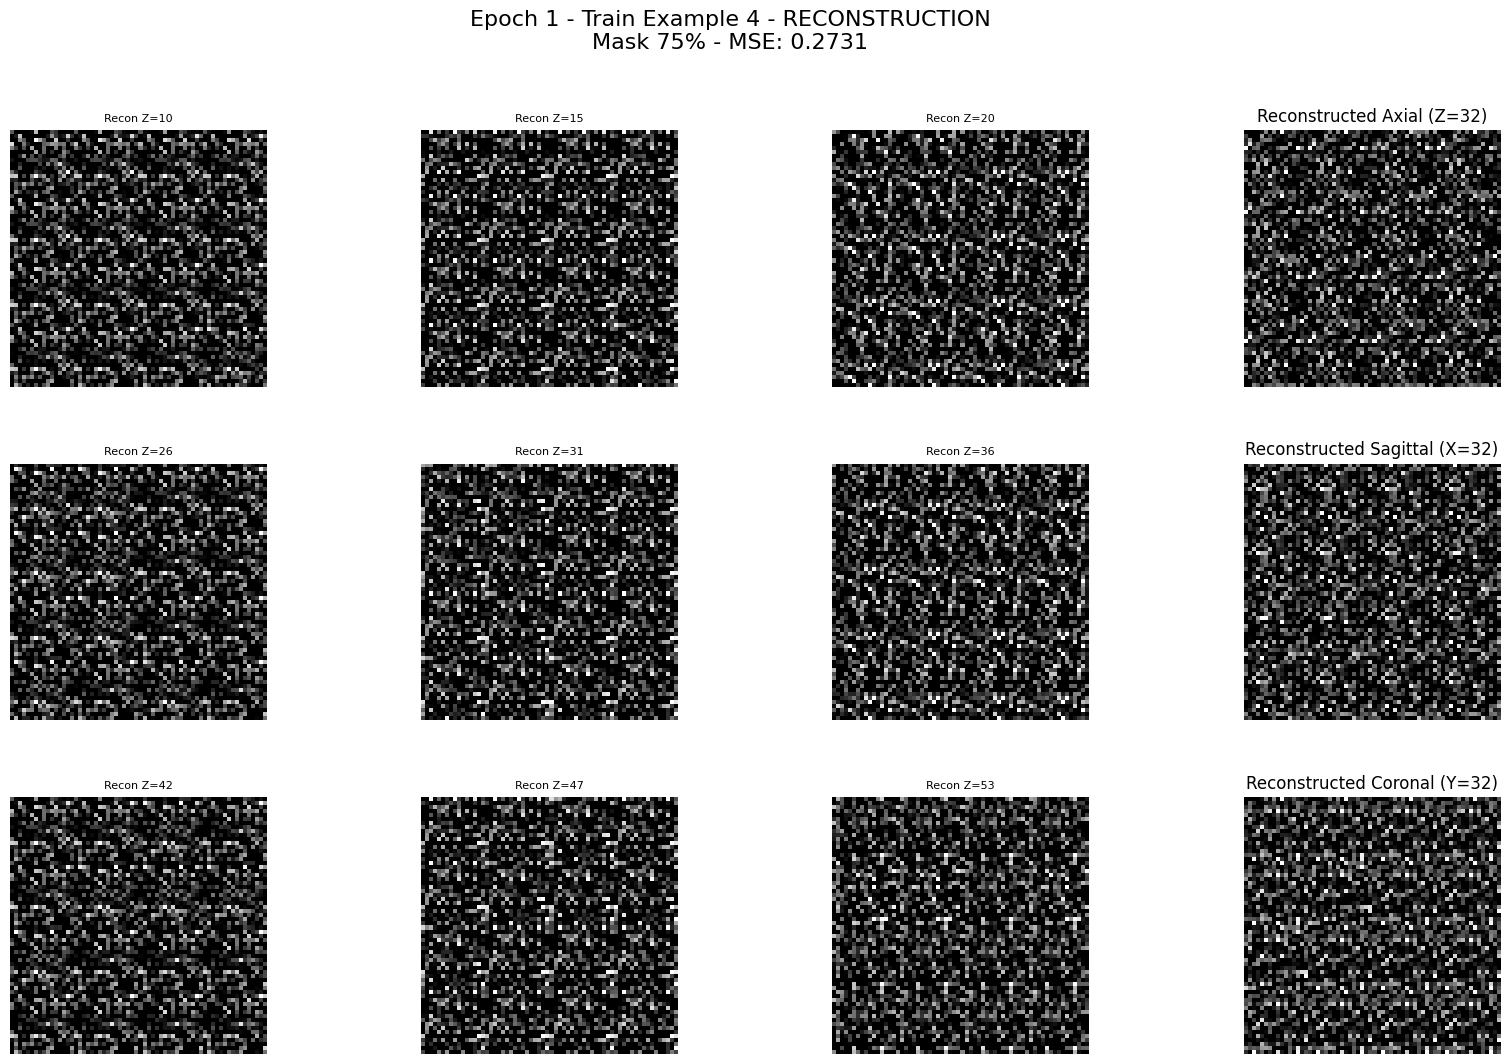 Epoch 1 - Train Example 4 - RECONSTRUCTION
Mask 75% - MSE: 0.2731
Recon Z=10
Recon Z=15
Recon Z=20
Reconstructed Axial (Z=32)
Recon Z=26
Recon Z=31
Recon Z=36
Reconstructed Sagittal (X=32)
Recon Z=42
Recon Z=47
Recon Z=53
Reconstructed Coronal (Y=32)